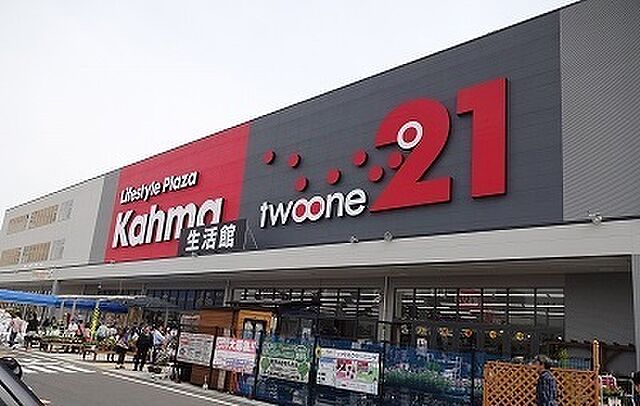 Lifestyle Plaza
Kahma
生活館
twoone
21